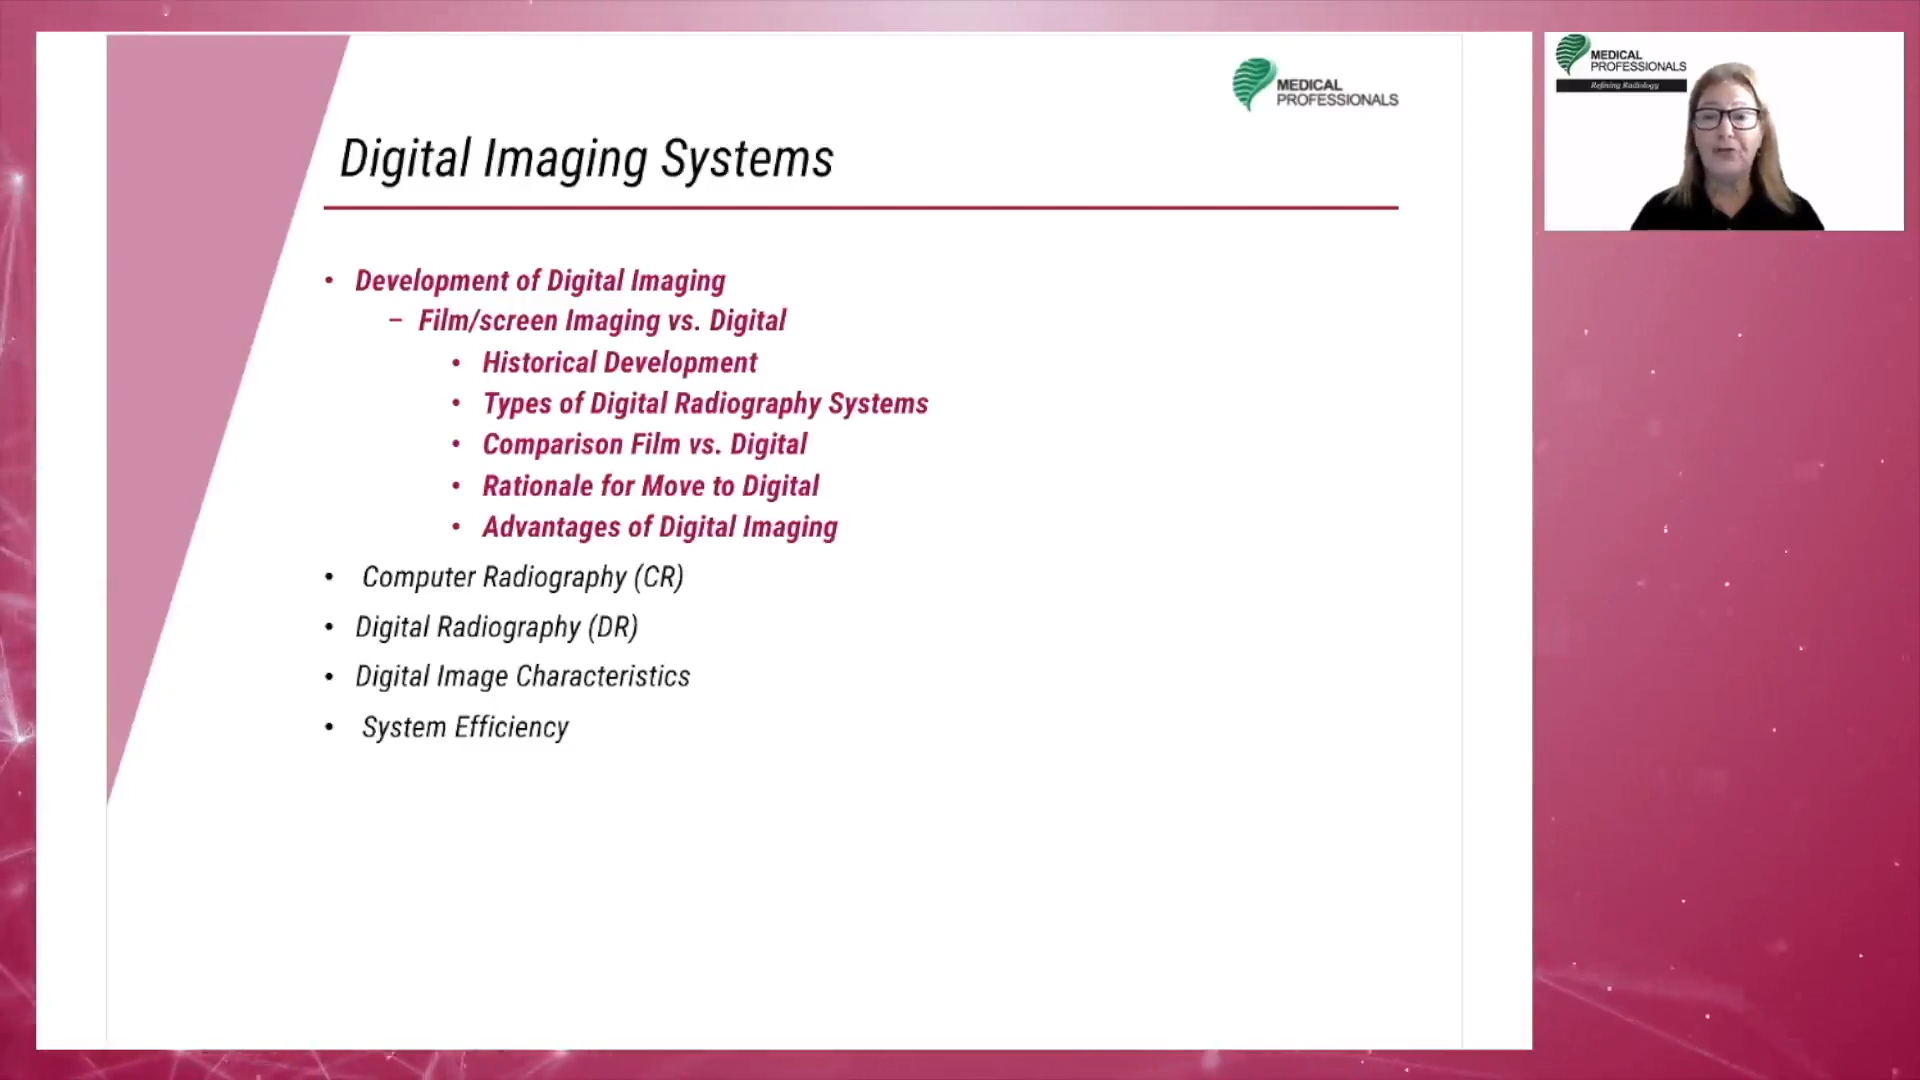 MEDICAL
PROFESSIONALS
Digital Imaging Systems
• Development of Digital Imaging
– Film/screen Imaging vs. Digital
• Historical Development
• Types of Digital Radiography Systems
• Comparison Film vs. Digital
• Rationale for Move to Digital
• Advantages of Digital Imaging
• Computer Radiography (CR)
• Digital Radiography (DR)
• Digital Image Characteristics
• System Efficiency
MEDICAL
PROFESSIONALS
Refining Radiology